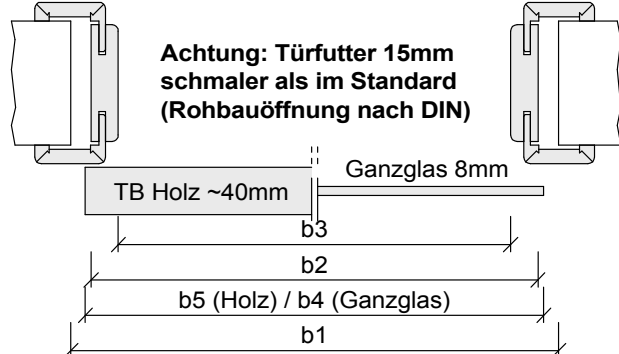 Achtung: Türfutter 15mm
schmaler als im Standard
(Rohbauöffnung nach DIN)
Ganzglas 8mm
TB Holz ~40mm
b3
b2
b5 (Holz) / b4 (Ganzglas)
b1